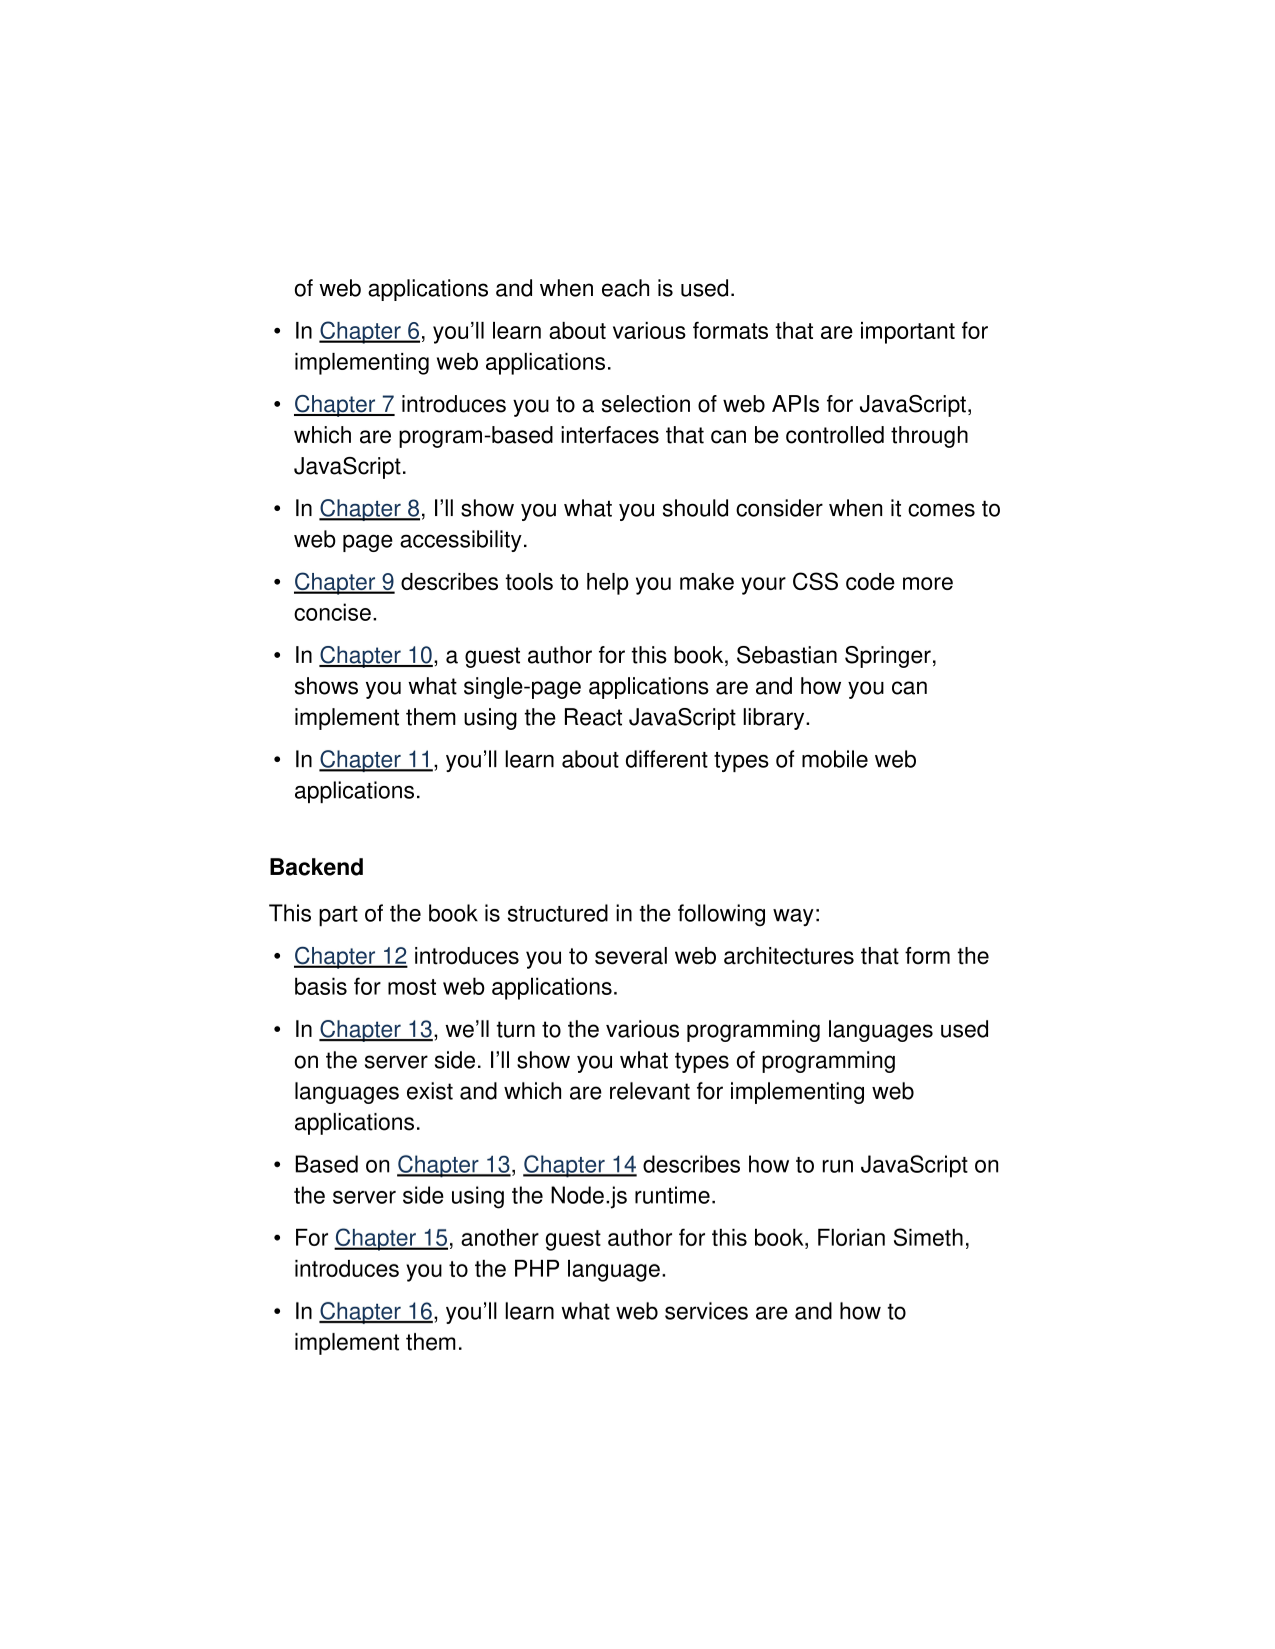 of web applications and when each is used.
• In Chapter 6, you’ll learn about various formats that are important for
implementing web applications.
• Chapter 7 introduces you to a selection of web APIs for JavaScript,
which are program-based interfaces that can be controlled through
JavaScript.
• In Chapter 8, I’ll show you what you should consider when it comes to
web page accessibility.
• Chapter 9 describes tools to help you make your CSS code more
concise.
• In Chapter 10, a guest author for this book, Sebastian Springer,
shows you what single-page applications are and how you can
implement them using the React JavaScript library.
• In Chapter 11, you’ll learn about different types of mobile web
applications.
Backend
This part of the book is structured in the following way:
• Chapter 12 introduces you to several web architectures that form the
basis for most web applications.
• In Chapter 13, we’ll turn to the various programming languages used
on the server side. I’ll show you what types of programming
languages exist and which are relevant for implementing web
applications.
• Based on Chapter 13, Chapter 14 describes how to run JavaScript on
the server side using the Node.js runtime.
• For Chapter 15, another guest author for this book, Florian Simeth,
introduces you to the PHP language.
• In Chapter 16, you’ll learn what web services are and how to
implement them.